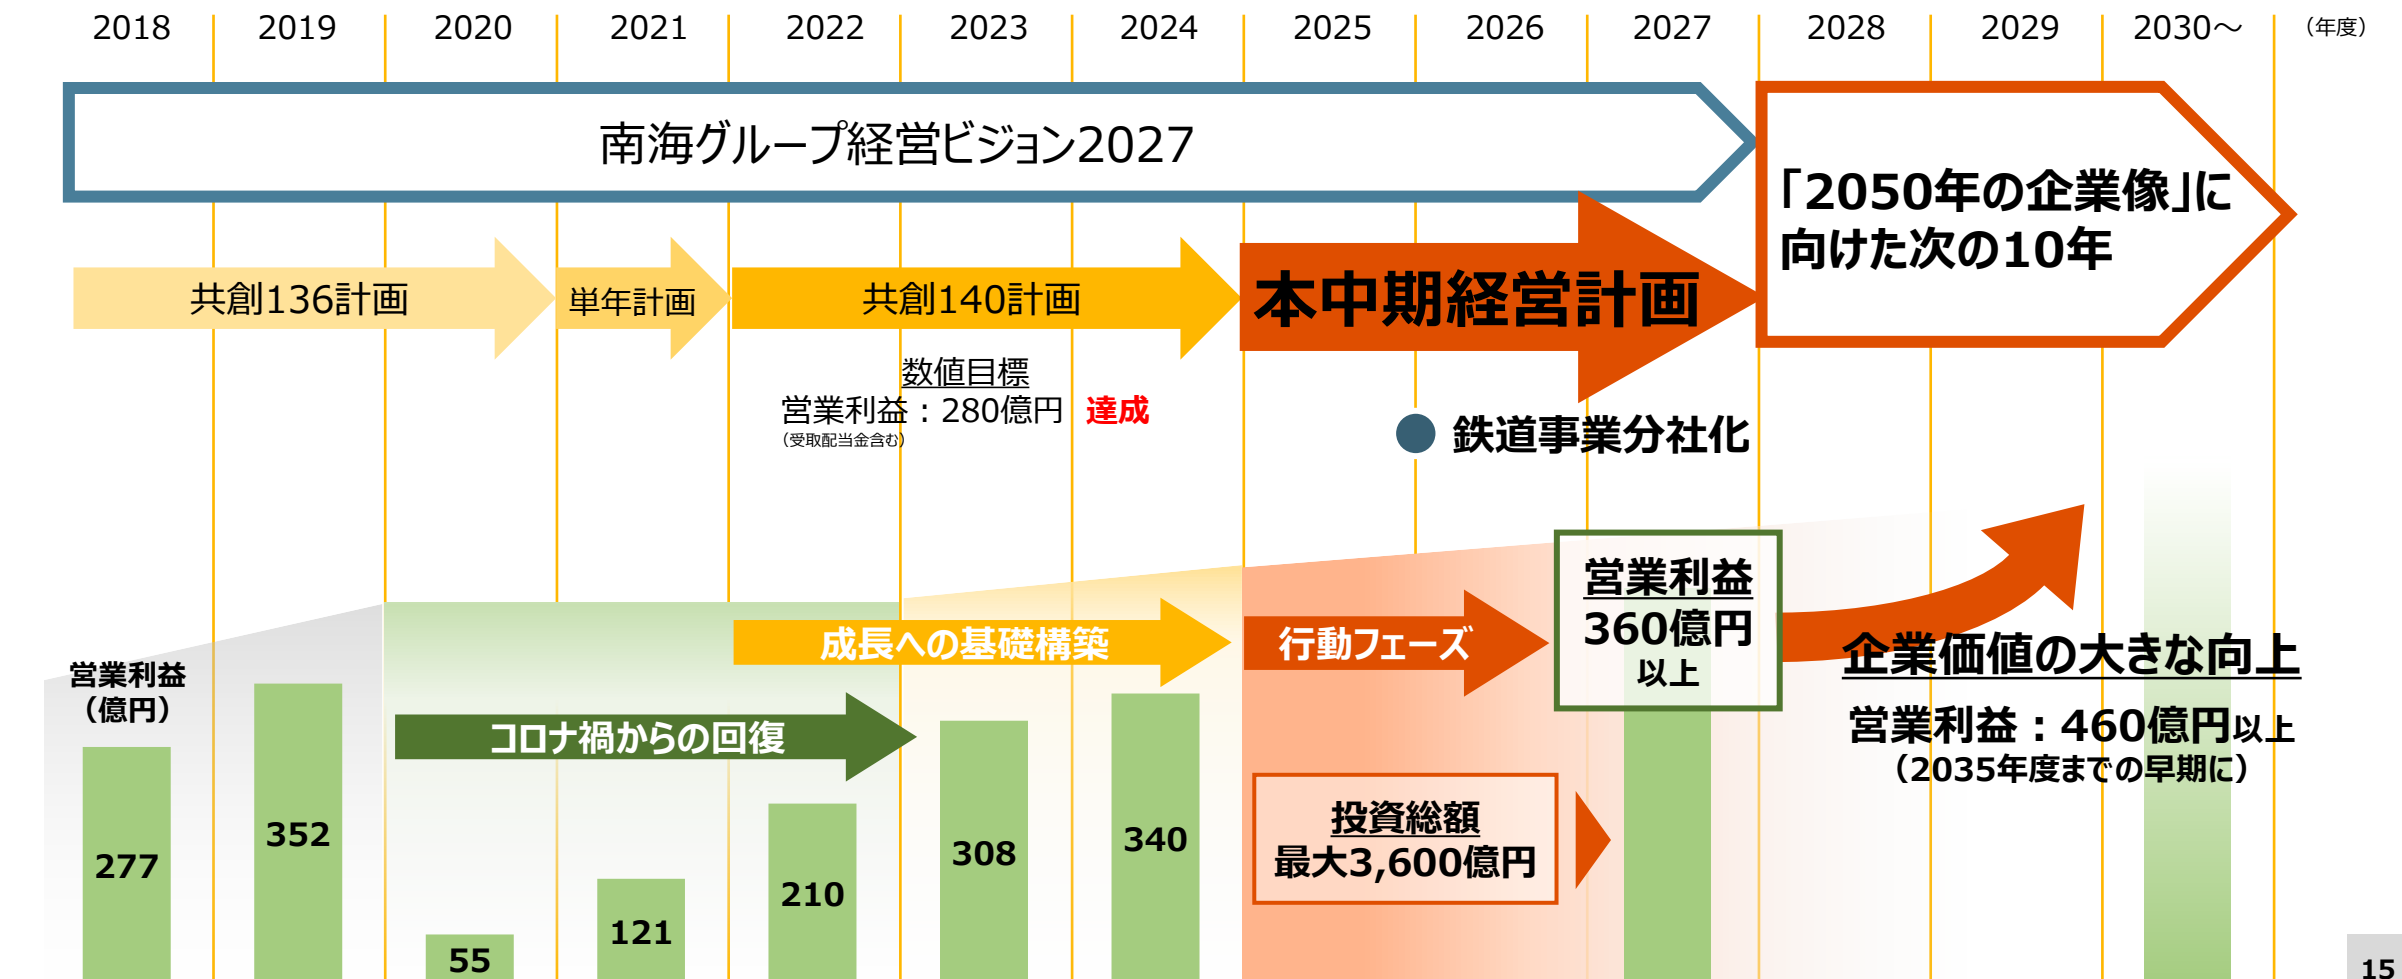 2018 2019 2020 2021 2022 2023 2024 2025 2026 2027 2028 2029 2030～ （年度）
南海グループ経営ビジョン2027
「2050年の企業像」に
向けた次の10年
共創136計画 単年計画 共創140計画 本中期経営計画
数値目標
営業利益：280億円 達成
（受取配当金含む）
鉄道事業分社化
営業利益
360億円
以上
成長への基礎構築 行動フェーズ
企業価値の大きな向上
営業利益
（億円）
コロナ禍からの回復
営業利益：460億円以上
（2035年度までの早期に）
投資総額
最大3,600億円
277 352 55 121 210 308 340
15